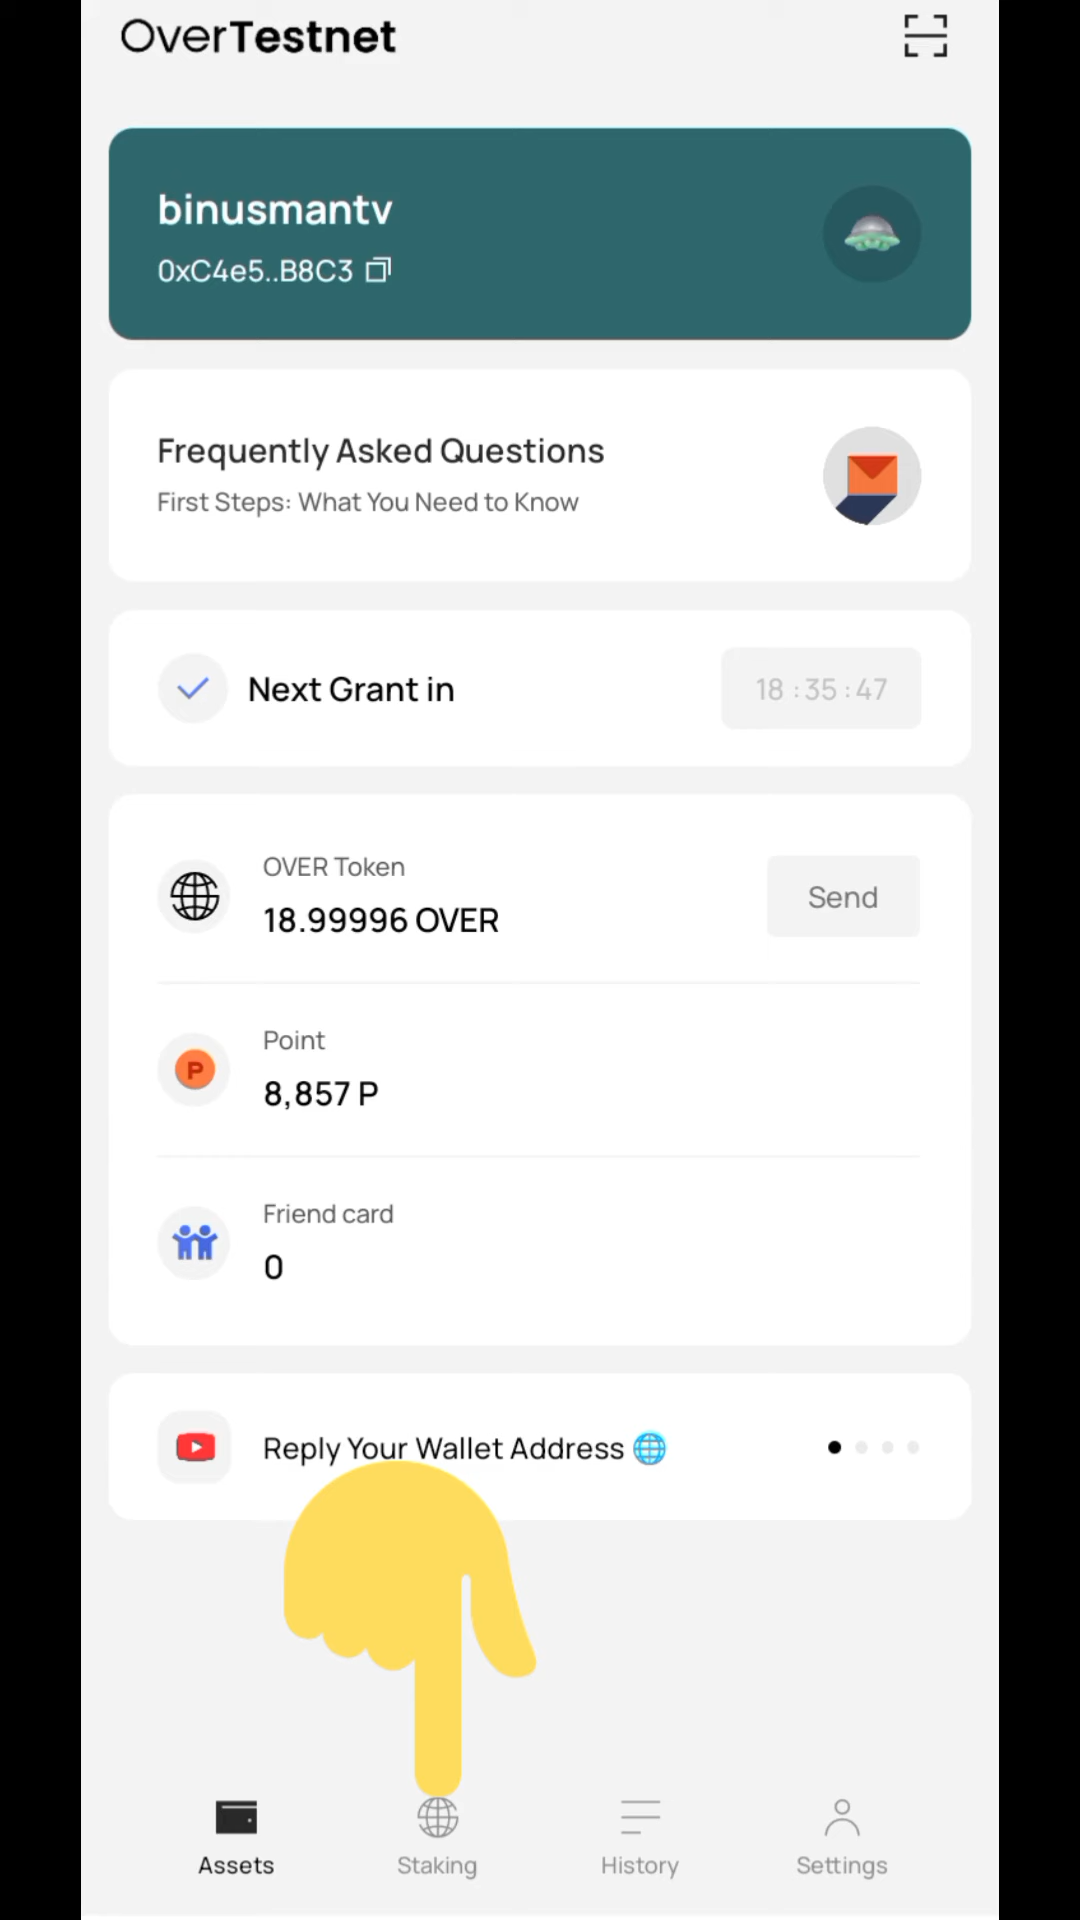 OverTestnet
binusmantv
0xC4e5..B8C3
Frequently Asked Questions
First Steps: What You Need to Know
Next Grant in
18 : 35 : 47
OVER Token
18.99996 OVER
Send
P
Point
8,857 P
Friend card
0
Reply Your Wallet Address 🌐
Assets
Staking
History
Settings